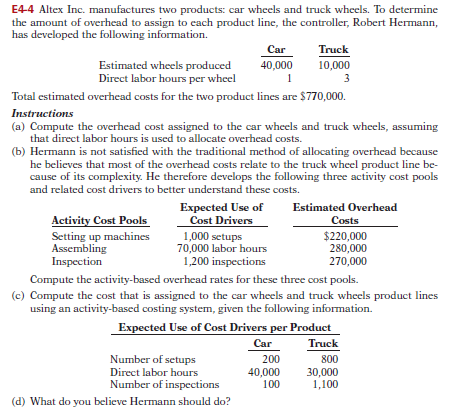 E4-4 Altex Inc. manufactures two products: car wheels and truck wheels. To determine
the amount of overhead to assign to each product line, the controller, Robert Hermann,
has developed the following information.
Car Truck
Estimated wheels produced 40,000 10,000
Direct labor hours per wheel 1 3
Total estimated overhead costs for the two product lines are $770,000.
Instructions
(a) Compute the overhead cost assigned to the car wheels and truck wheels, assuming
that direct labor hours is used to allocate overhead costs.
(b) Hermann is not satisfied with the traditional method of allocating overhead because
he believes that most of the overhead costs relate to the truck wheel product line be-
cause of its complexity. He therefore develops the following three activity cost pools
and related cost drivers to better understand these costs.
Expected Use of Estimated Overhead
Activity Cost Pools Cost Drivers Costs
Setting up machines 1,000 setups $220,000
Assembling 70,000 labor hours 280,000
Inspection 1,200 inspections 270,000
Compute the activity-based overhead rates for these three cost pools.
(c) Compute the cost that is assigned to the car wheels and truck wheels product lines
using an activity-based costing system, given the following information.
Expected Use of Cost Drivers per Product
Car Truck
Number of setups 200 800
Direct labor hours 40,000 30,000
Number of inspections 100 1,100
(d) What do you believe Hermann should do?